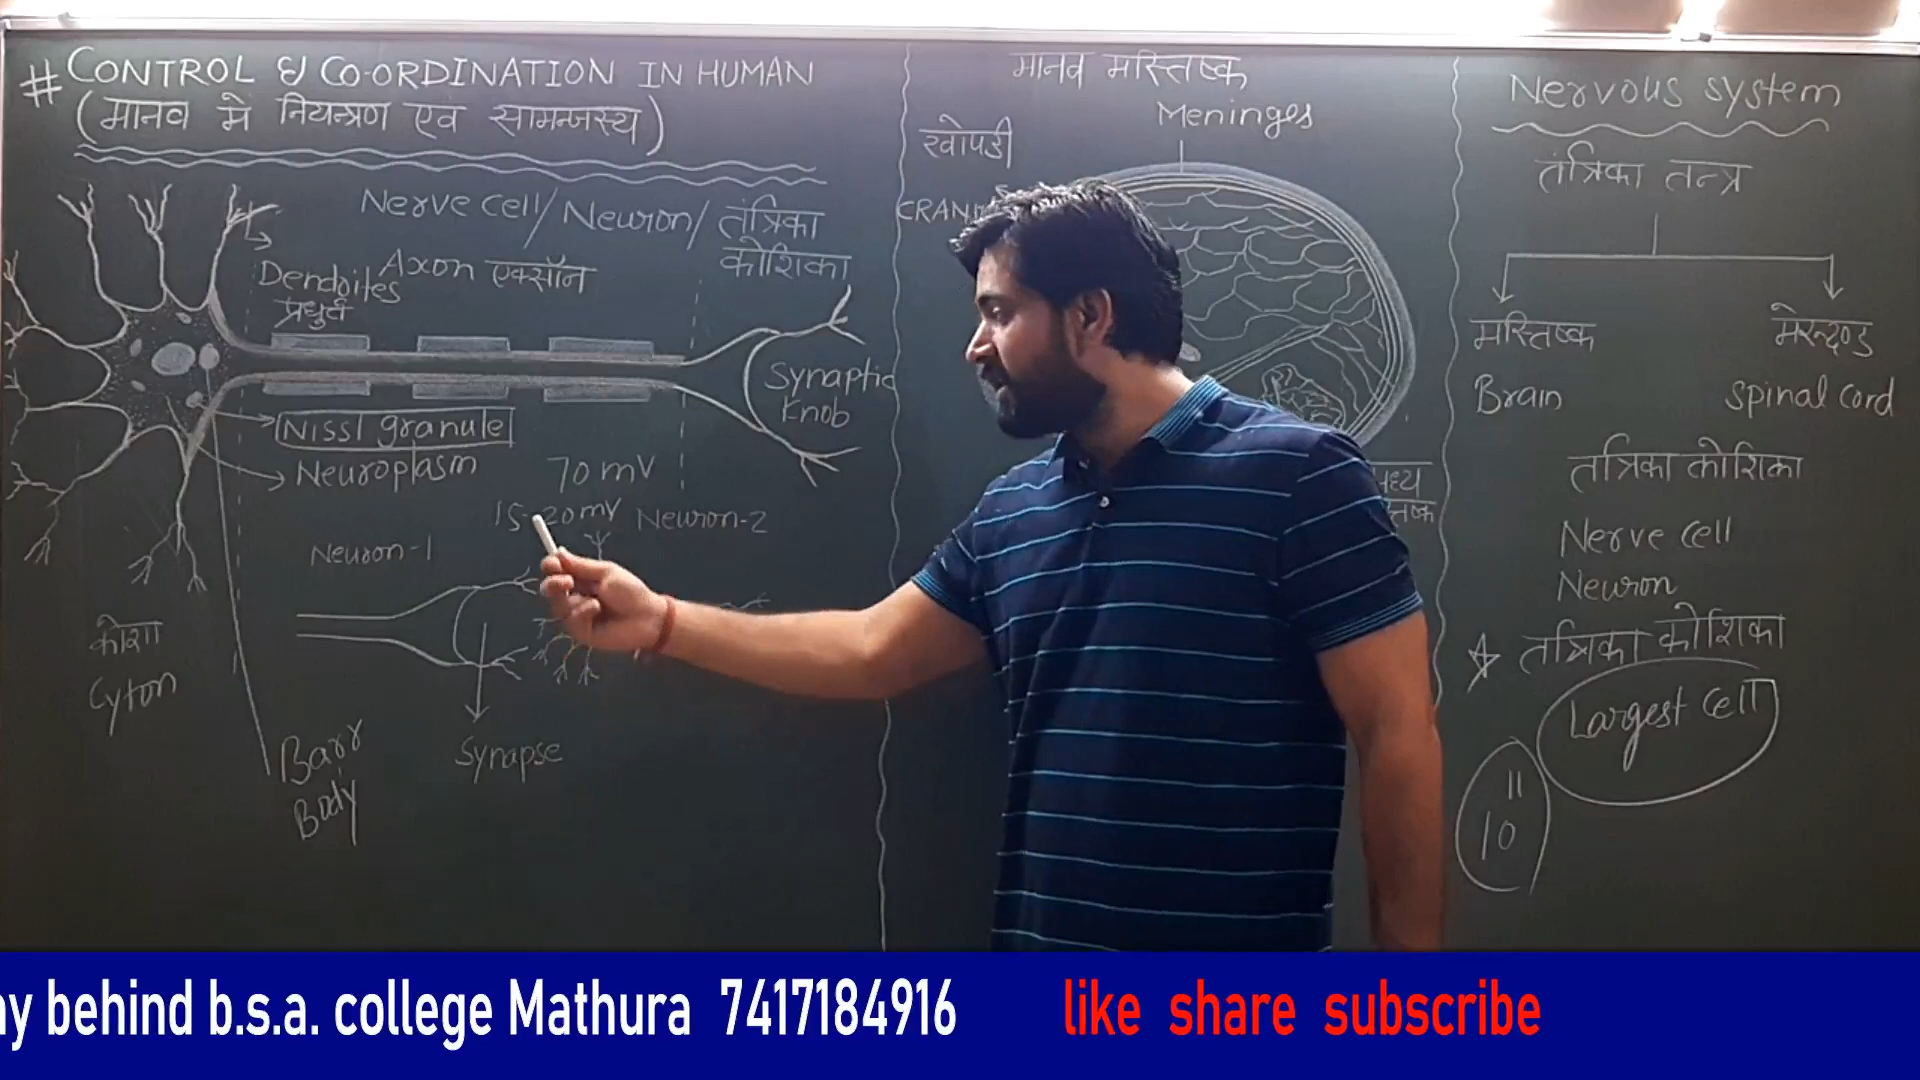 # CONTROL & CO-ORDINATION IN HUMAN
(मानव मे नियन्त्रण एव सामन्जस्य)
Nerve cell/ Neuron/ तंत्रिका
कोशिका
Dendrites
प्रधुर्व
Axon एक्सॉन
Synaptic
Knob
Nissl granule
Neuroplasm
70 mV
15-20mV
Neuron-1
Neuron-2
कोशा
Cyton
Barr
Body
Synapse
मानव मस्तिष्क
Meninges
खोपडी
Nervous system
तंत्रिका तन्त्र
मस्तिष्क
Brain
मेरूदण्ड
Spinal cord
तंत्रिका कोशिका
Nerve cell
Neuron
तंत्रिका कोशिका
Largest cell
11
10
behind b.s.a. college Mathura 7417184916
like share subscribe